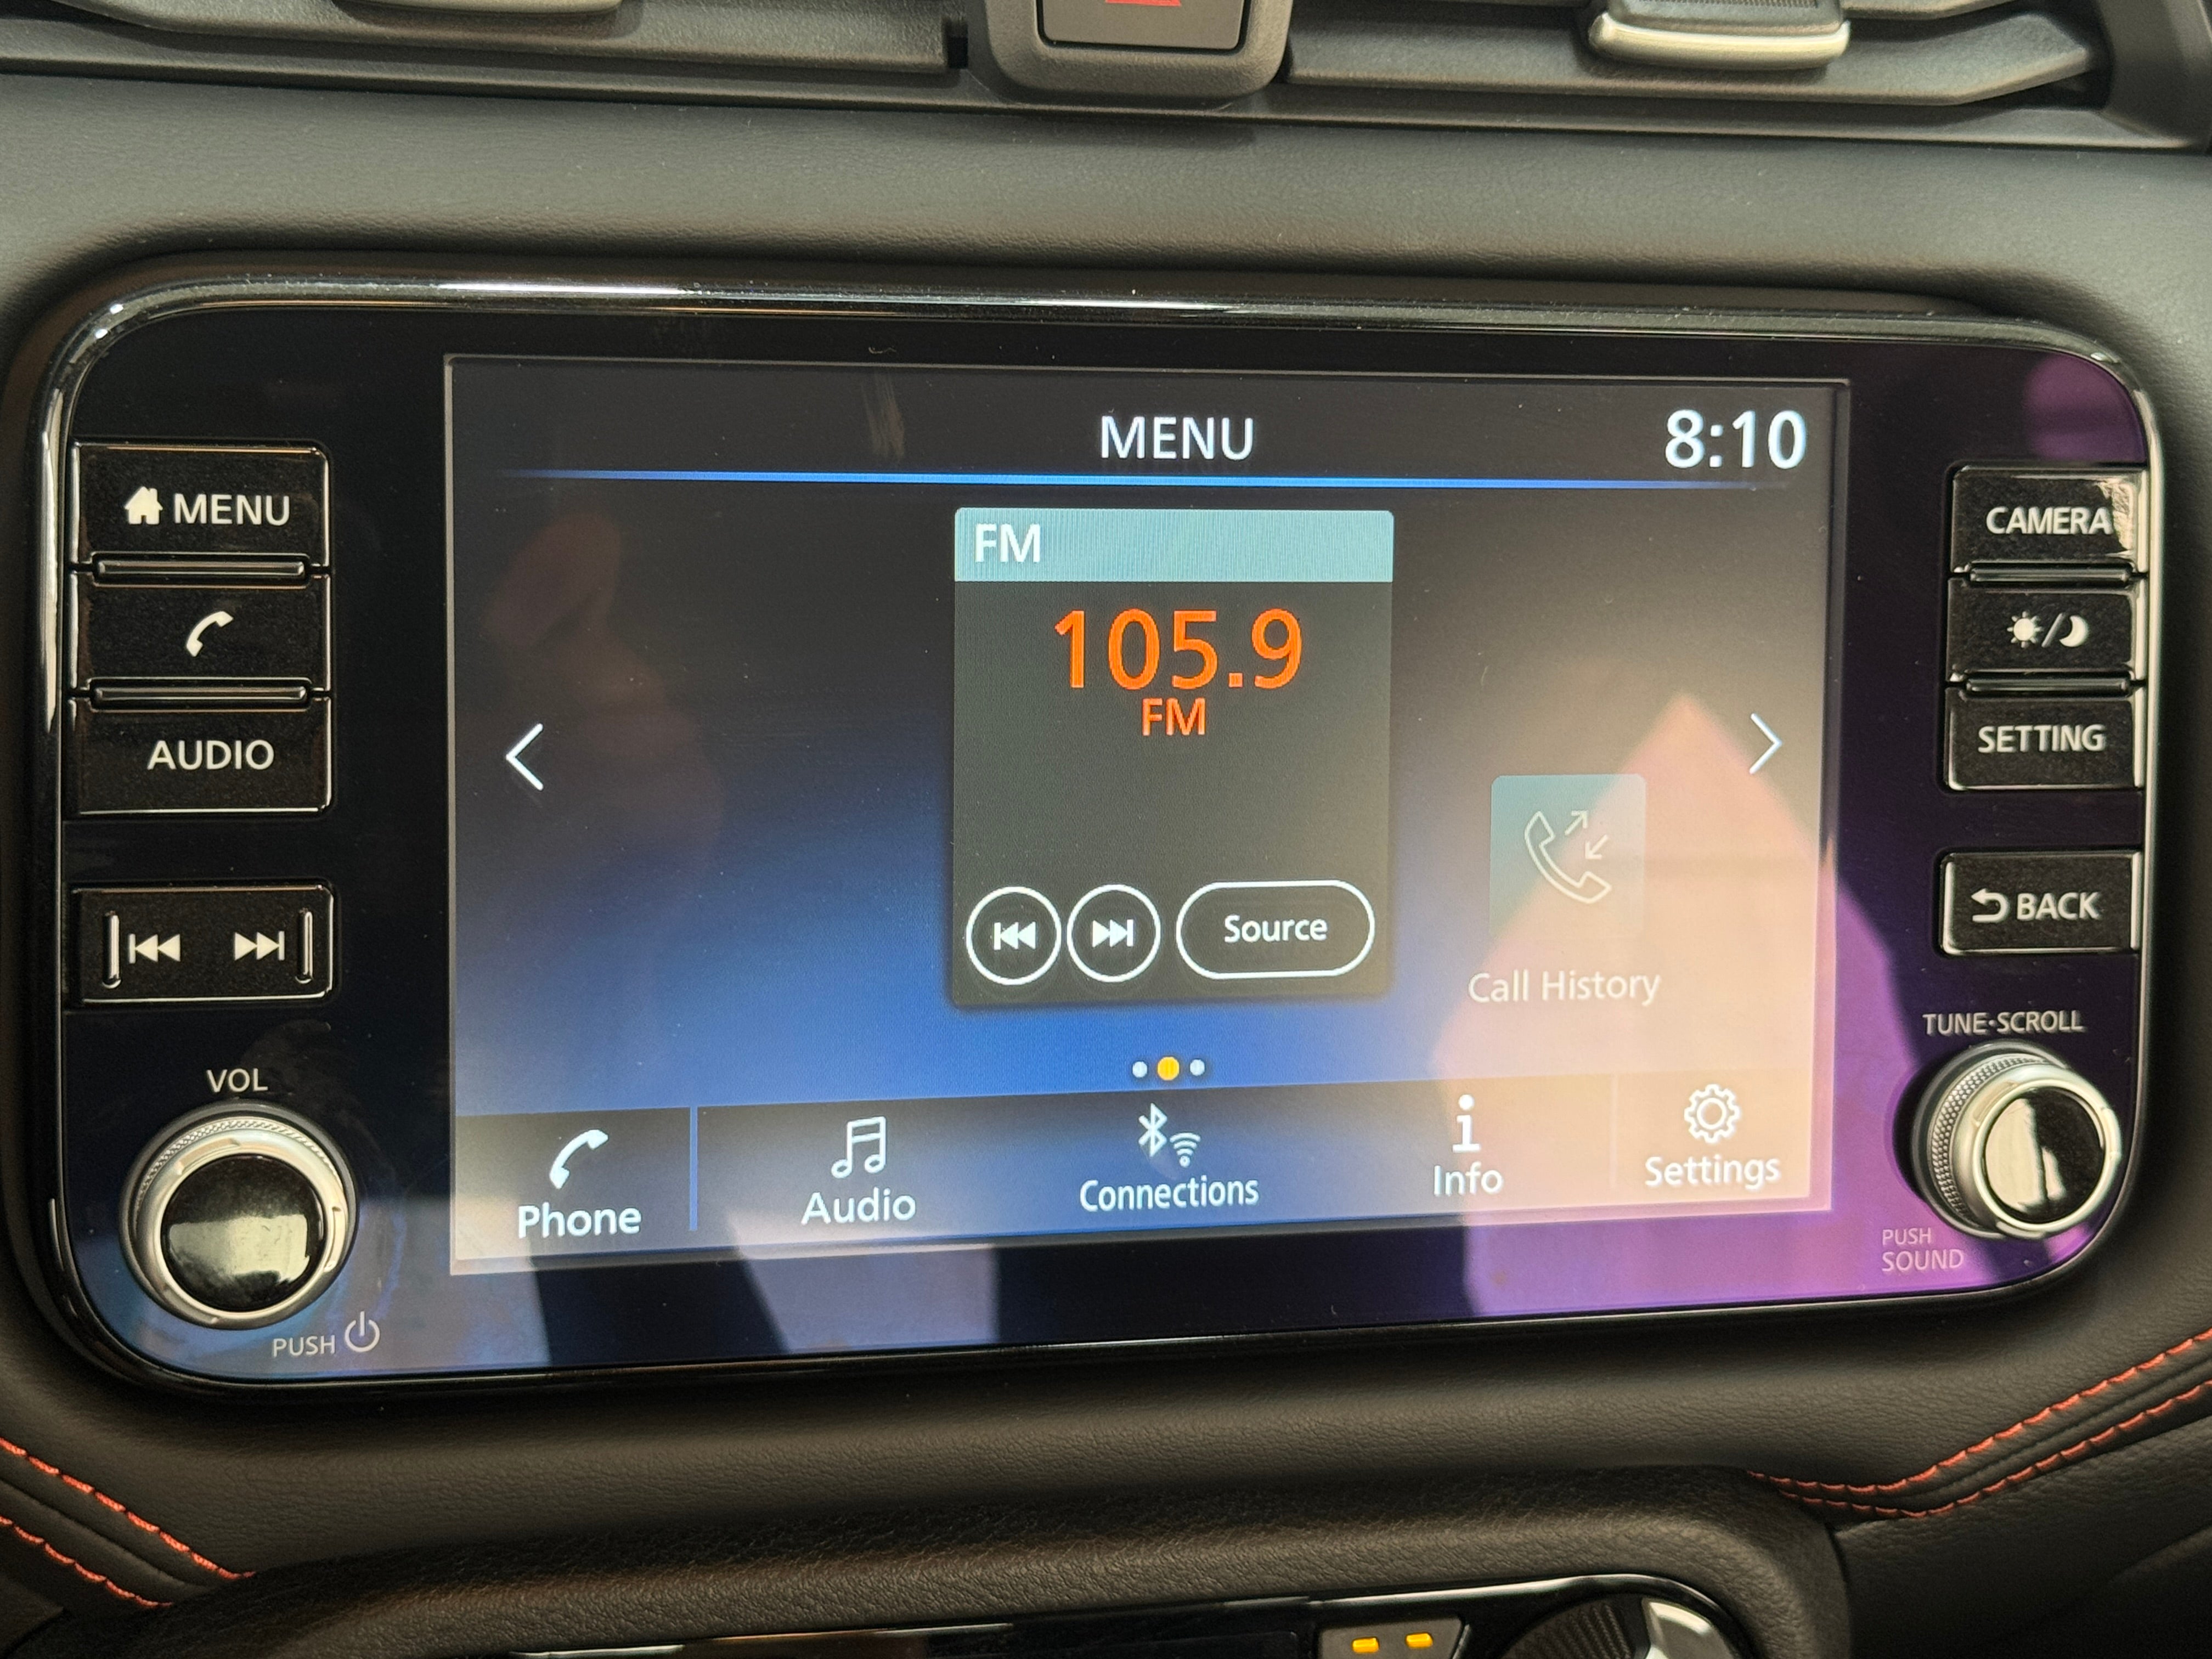 MENU
8:10
MENU
AUDIO
VOL
PUSH
FM
105.9
FM
Source
Call History
Phone
Audio
Connections
Info
Settings
CAMERA
SETTING
BACK
TUNE·SCROLL
PUSH
SOUND